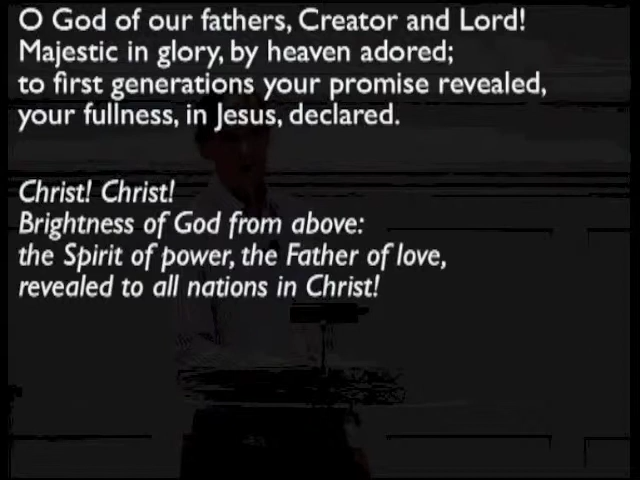 O God of our fathers, Creator and Lord!
Majestic in glory, by heaven adored;
to first generations your promise revealed,
your fullness, in Jesus, declared.
Christ! Christ!
Brightness of God from above:
the Spirit of power, the Father of love,
revealed to all nations in Christ!